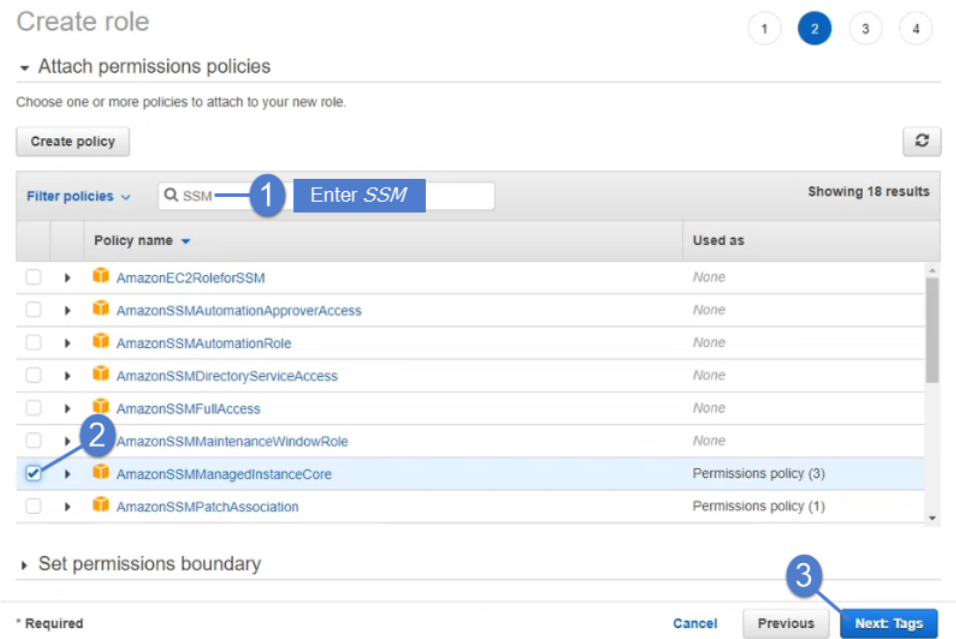 Create role
1 2 3 4
Attach permissions policies
Choose one or more policies to attach to your new role.
Create policy
Filter policies SSM 1 Enter SSM Showing 18 results
Policy name Used as
AmazonEC2RoleforSSM None
AmazonSSMAutomationApproverAccess None
AmazonSSMAutomationRole None
AmazonSSMDirectoryServiceAccess None
AmazonSSMFullAccess None
2
AmazonSSMMaintenanceWindowRole None
AmazonSSMManagedInstanceCore Permissions policy (3)
AmazonSSMPatchAssociation Permissions policy (1)
Set permissions boundary
3
* Required Cancel Previous Next: Tags